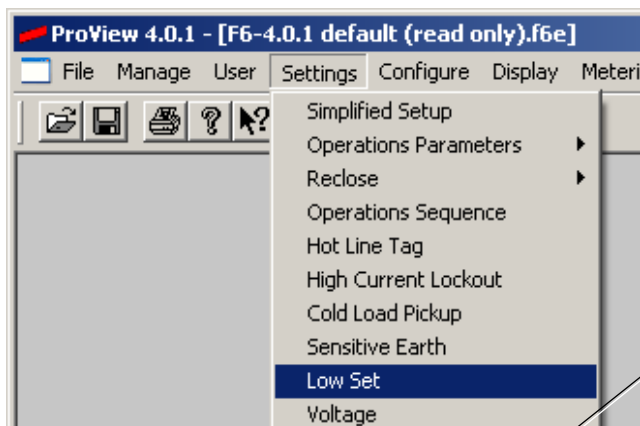 ProView 4.0.1 - [F6-4.0.1 default (read only).f6e]
File Manage User Settings Configure Display Meteri
Simplified Setup
Operations Parameters
Reclose
Operations Sequence
Hot Line Tag
High Current Lockout
Cold Load Pickup
Sensitive Earth
Low Set
Voltage